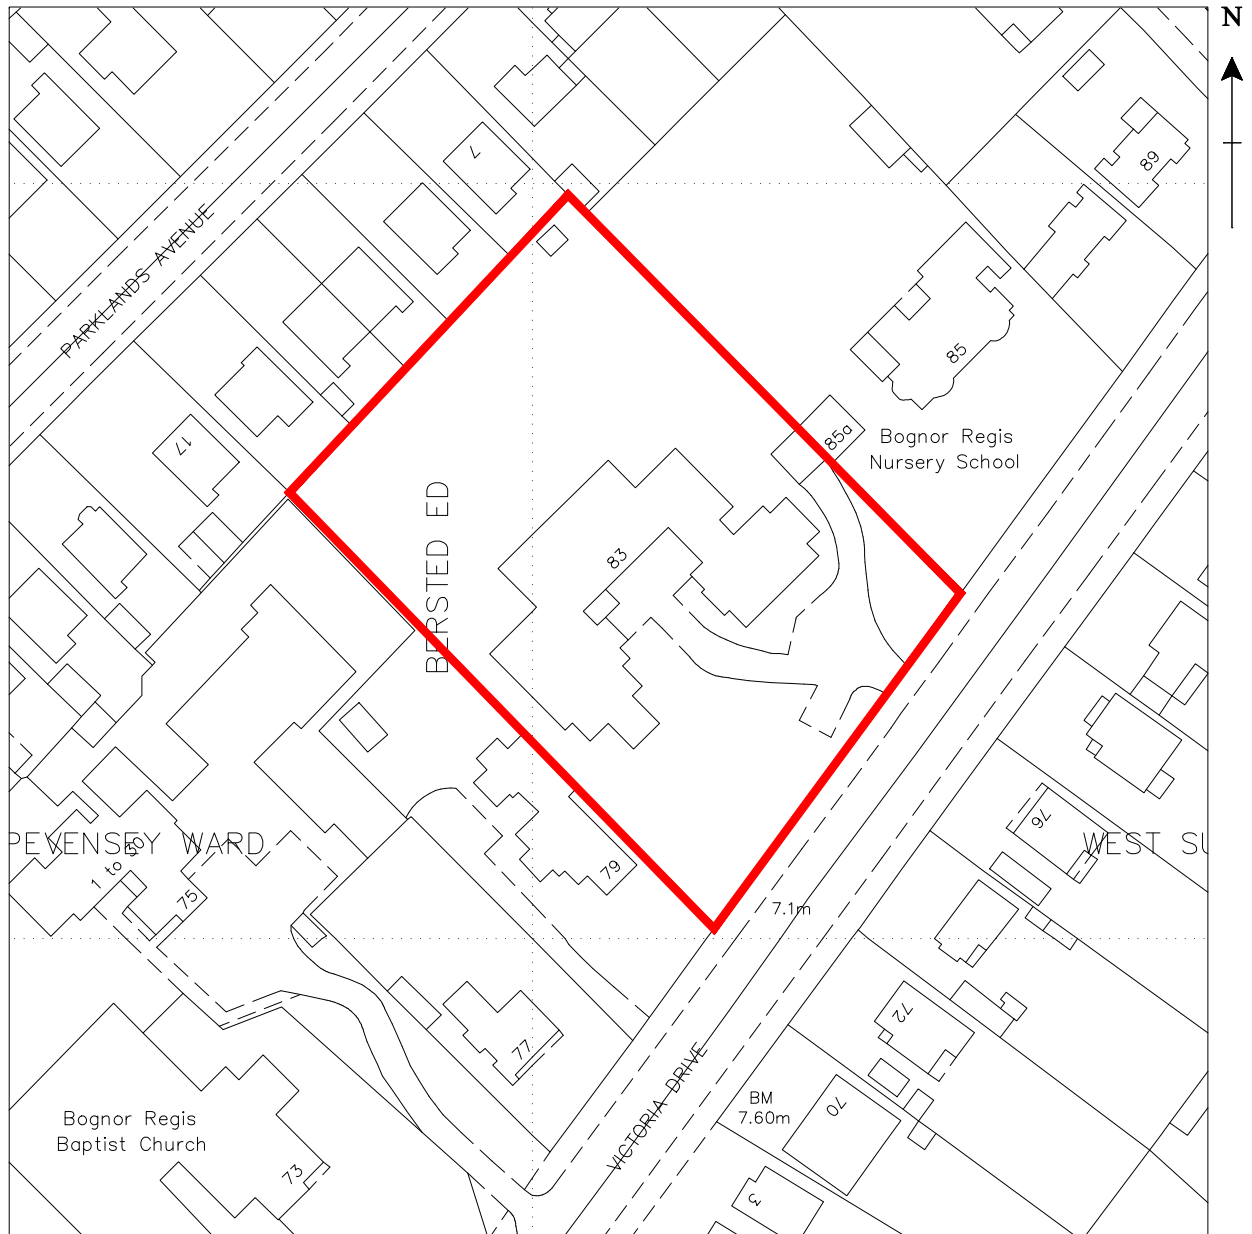 N
7
89
PARKLANDS AVENUE
85
17
85a
Bognor Regis
Nursery School
BERSTED ED
83
PEVENSEY WARD
WEST SU
76
1 to 30
75
79
7.1m
72
77
VICTORIA DRIVE
BM
7.60m
70
Bognor Regis
Baptist Church
73
3